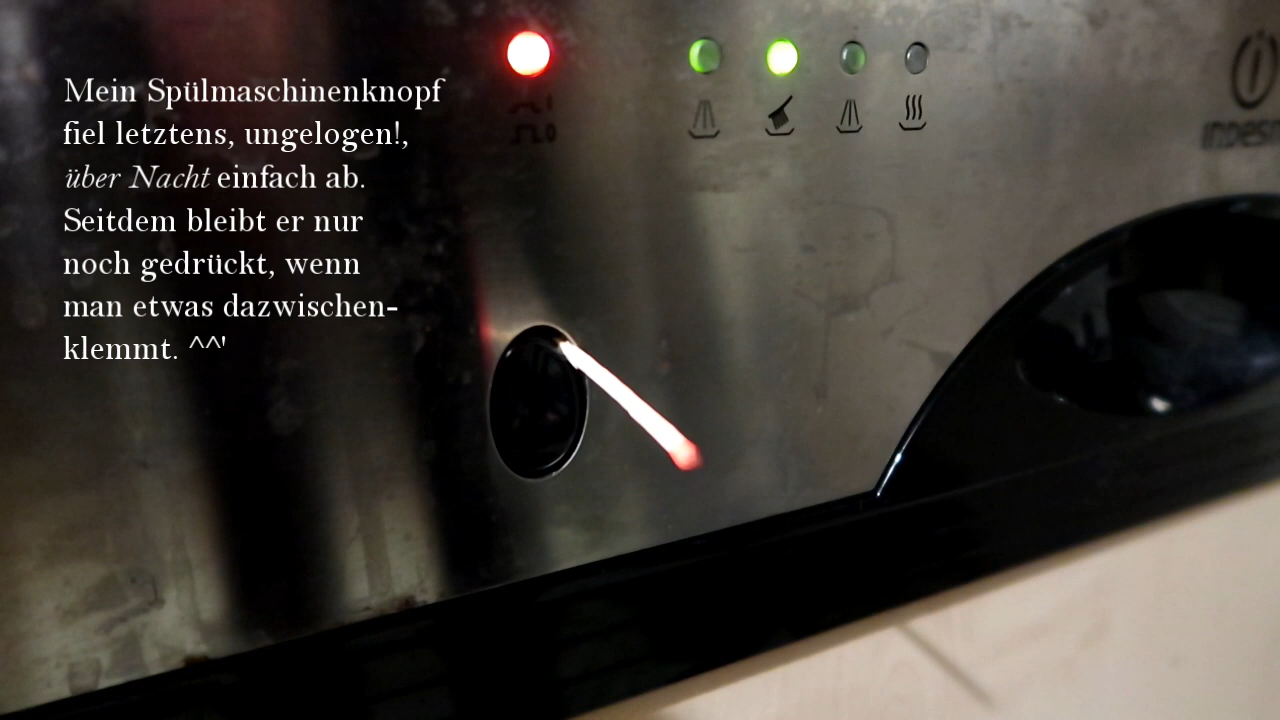 Mein Spülmaschinenknopf
fiel letztens, ungelogen!,
über Nacht einfach ab.
Seitdem bleibt er nur
noch gedrückt, wenn
man etwas dazwischen-
klemmt. ^^'